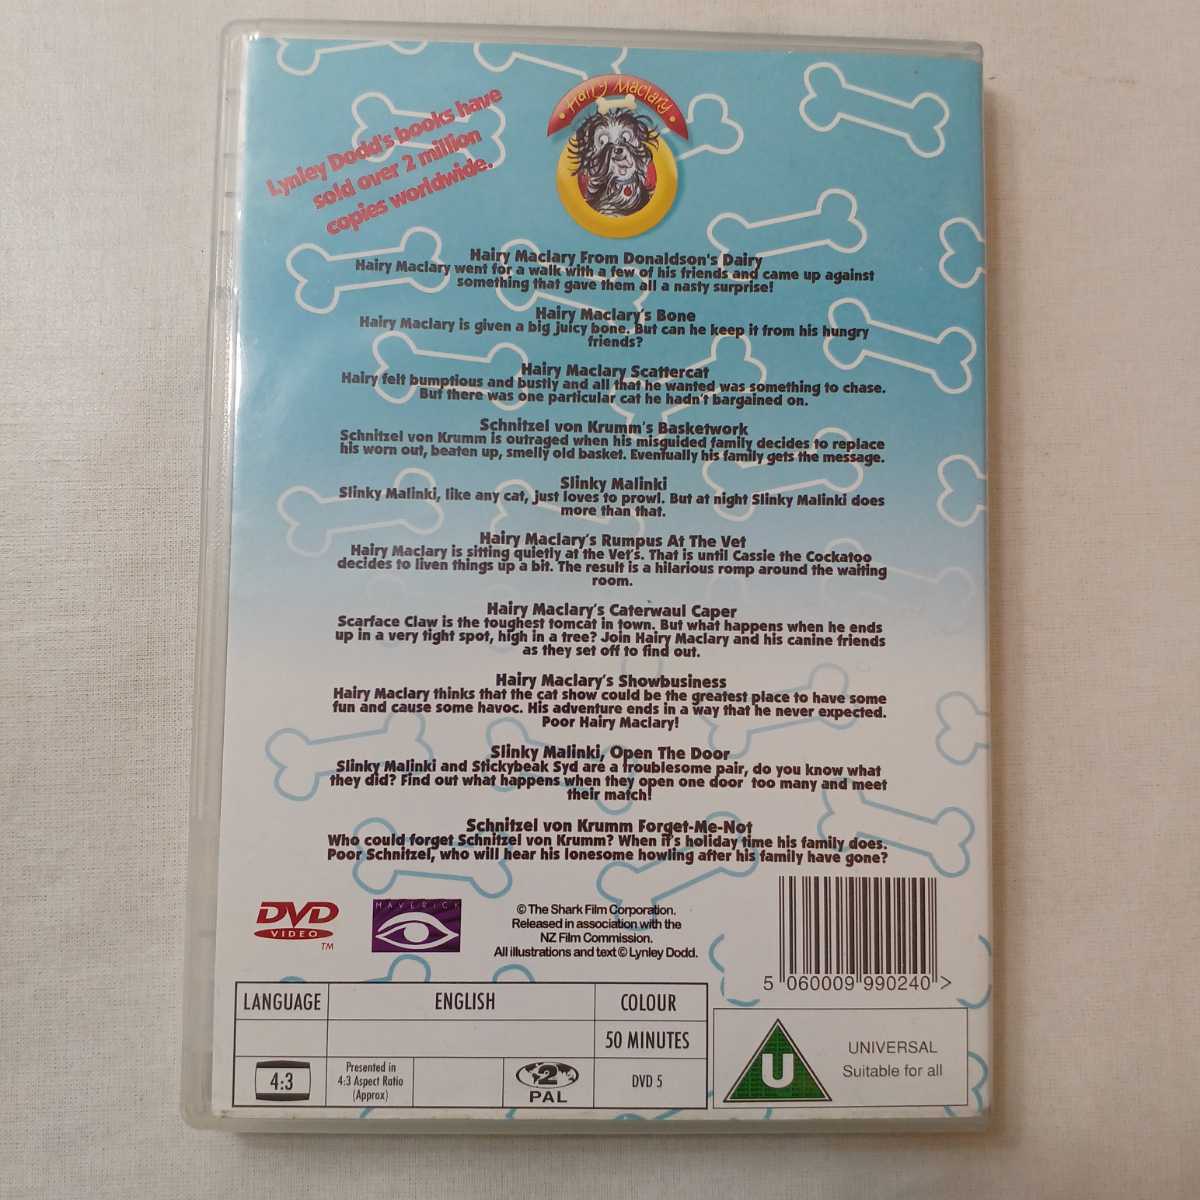 Hairy Maclary
Lynley Dodd's books have
sold over 2 million
copies worldwide.
Hairy Maclary From Donaldson's Dairy
Hairy Maclary went for a walk with a few of his friends and came up against
something that gave them all a nasty surprise!
Hairy Maclary's Bone
Hairy Maclary is given a big juicy bone. But can he keep it from his hungry
friends?
Hairy Maclary Scattercat
Hairy felt bumptious and bustly and all that he wanted was something to chase.
But there was one particular cat he hadn't bargained on.
Schnitzel von Krumm's Basketwork
Schnitzel von Krumm is outraged when his misguided family decides to replace
his worn out, beaten up, smelly old basket. Eventually his family gets the message.
Slinky Malinki
Slinky Malinki, like any cat, just loves to prowl. But at night Slinky Malinki does
more than that.
Hairy Maclary's Rumpus At The Vet
Hairy Maclary is sitting quietly at the Vet's. That is until Cassie the Cockatoo
decides to liven things up a bit. The result is a hilarious romp around the waiting
room.
Hairy Maclary's Caterwaul Caper
Scarface Claw is the toughest tomcat in town. But what happens when he ends
up in a very tight spot, high in a tree? Join Hairy Maclary and his canine friends
as they set off to find out.
Hairy Maclary's Showbusiness
Hairy Maclary thinks that the cat show could be the greatest place to have some
fun and cause some havoc. His adventure ends in a way that he never expected.
Poor Hairy Maclary!
Slinky Malinki, Open The Door
Slinky Malinki and Stickybeak Syd are a troublesome pair, do you know what
they did? Find out what happens when they open one door too many and meet
their match!
Schnitzel von Krumm Forget-Me-Not
Who could forget Schnitzel von Krumm? When it's holiday time his family does.
Poor Schnitzel, who will hear his lonesome howling after his family have gone?
DVD
VIDEO
TM
MAVERICK
© The Shark Film Corporation.
Released in association with the
NZ Film Commission.
All illustrations and text © Lynley Dodd.
5 060009 990240 >
LANGUAGE
ENGLISH
COLOUR
50 MINUTES
4:3
Presented in
4:3 Aspect Ratio
(Approx)
2
PAL
DVD 5
U
UNIVERSAL
Suitable for all